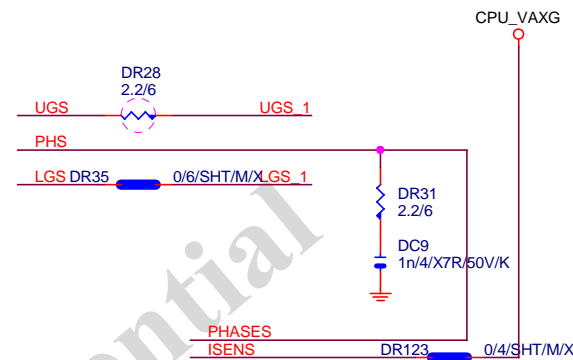 CPU_VAXG
DR28
2.2/6
UGS
UGS_1
PHS
LGS
DR35
0/6/SHT/M/X
LGS_1
DR31
2.2/6
DC9
1n/4/X7R/50V/K
PHASES
ISENS
DR123
0/4/SHT/M/X
ential